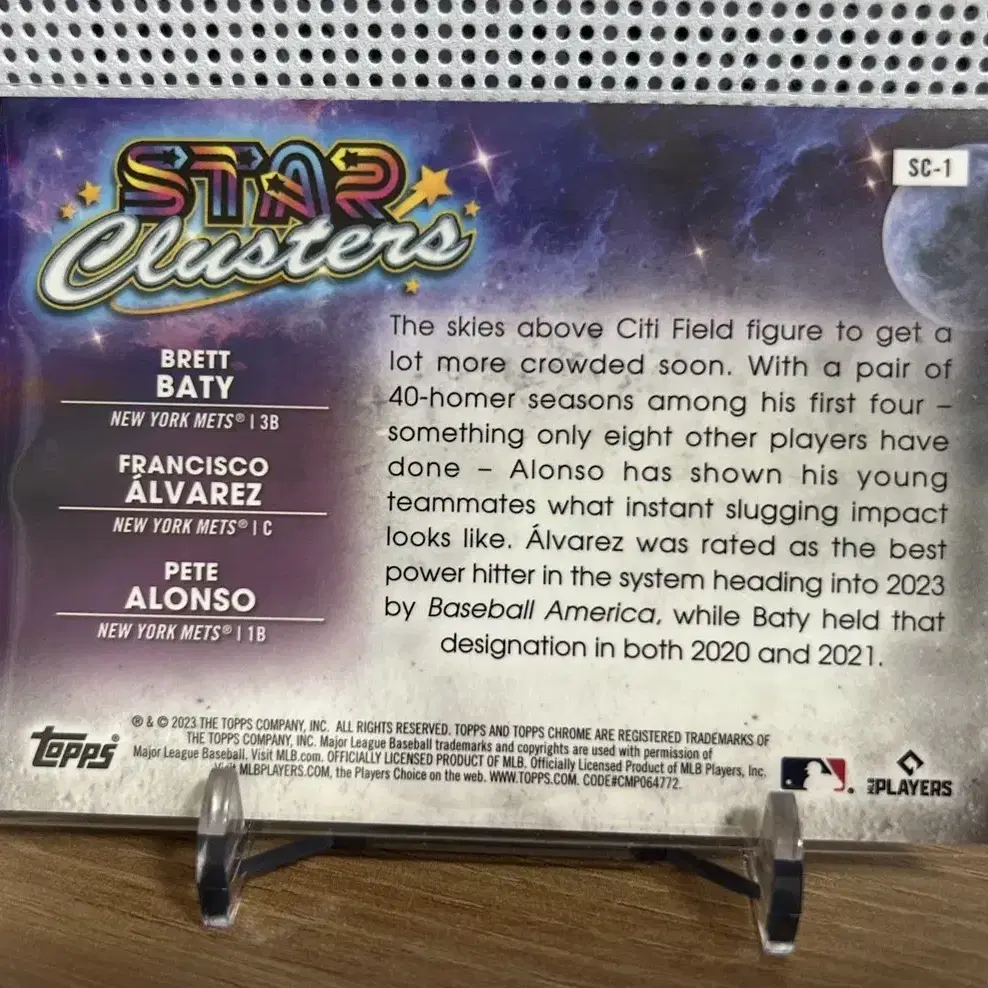 STAR
Clusters
SC-1
BRETT
BATY
NEW YORK METS® | 3B
FRANCISCO
ÁLVAREZ
NEW YORK METS® | C
PETE
ALONSO
NEW YORK METS® | 1B
The skies above Citi Field figure to get a
lot more crowded soon. With a pair of
40-homer seasons among his first four –
something only eight other players have
done – Alonso has shown his young
teammates what instant slugging impact
looks like. Álvarez was rated as the best
power hitter in the system heading into 2023
by Baseball America, while Baty held that
designation in both 2020 and 2021.
topps®
® & © 2023 THE TOPPS COMPANY, INC. ALL RIGHTS RESERVED. TOPPS AND TOPPS CHROME ARE REGISTERED TRADEMARKS OF
THE TOPPS COMPANY, INC. Major League Baseball trademarks and copyrights are used with permission of
Major League Baseball. Visit MLB.com. OFFICIALLY LICENSED PRODUCT OF MLB. Officially Licensed Product of MLB Players, Inc.
MLBPLAYERS.COM, the Players Choice on the web. WWW.TOPPS.COM. CODE#CMP064772.
MLB PLAYERS